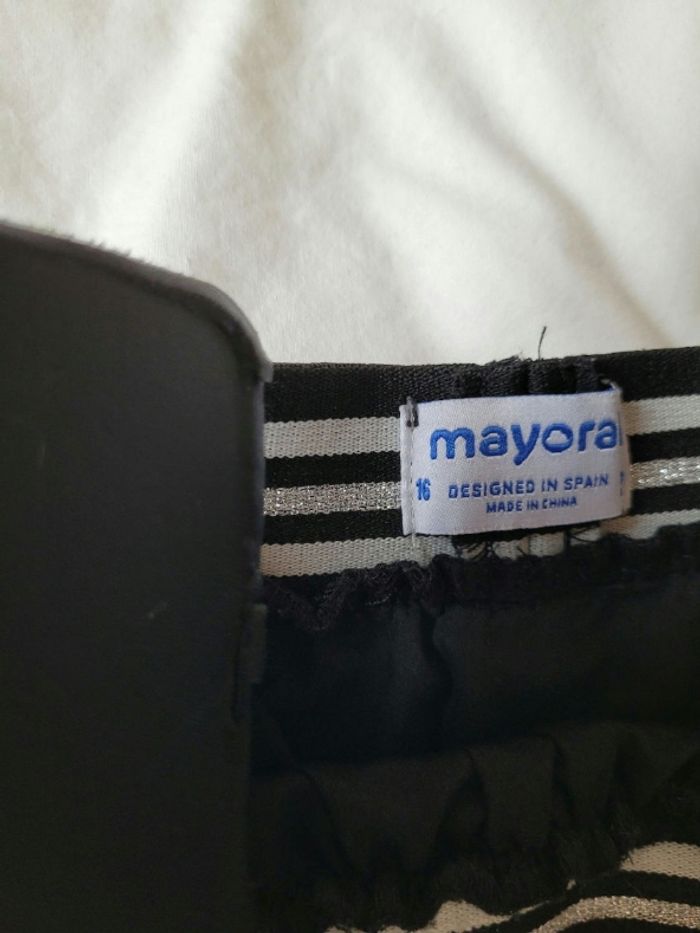 mayoral
16
DESIGNED IN SPAIN
MADE IN CHINA